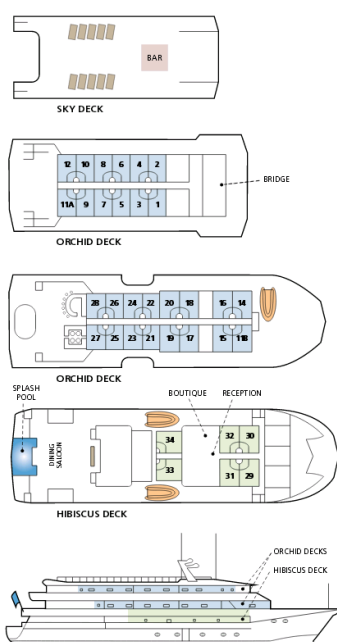 BAR
SKY DECK
12 10 8 6 4 2
BRIDGE
11A 9 7 5 3 1
ORCHID DECK
28 26 24 22 20 18 16 14
27 25 23 21 19 17 15 11B
ORCHID DECK
SPLASH
POOL
BOUTIQUE
RECEPTION
34 32 30
DINING
SALOON
33 31 29
HIBISCUS DECK
ORCHID DECKS
HIBISCUS DECK